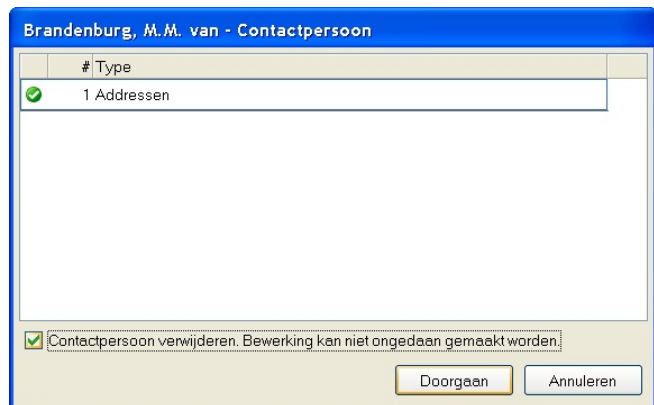 Brandenburg, M.M. van - Contactpersoon
# Type
1 Addressen
Contactpersoon verwijderen. Bewerking kan niet ongedaan gemaakt worden.
Doorgaan Annuleren